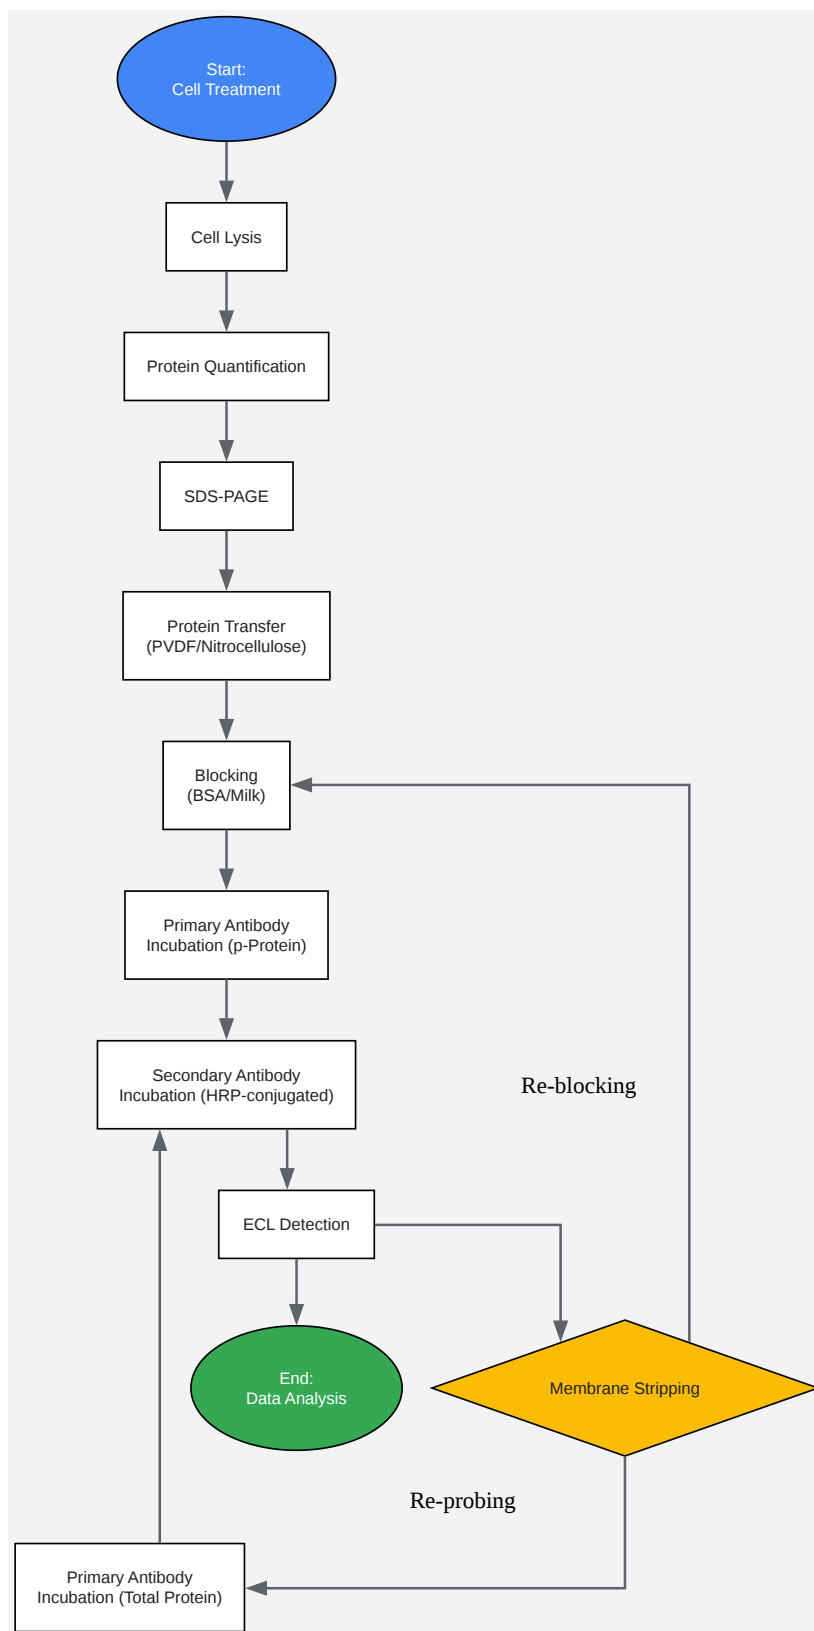 Start:
Cell Treatment
Cell Lysis
Protein Quantification
SDS-PAGE
Protein Transfer
(PVDF/Nitrocellulose)
Blocking
(BSA/Milk)
Primary Antibody
Incubation (p-Protein)
Secondary Antibody
Incubation (HRP-conjugated)
Re-blocking
ECL Detection
End:
Data Analysis
Membrane Stripping
Re-probing
Primary Antibody
Incubation (Total Protein)